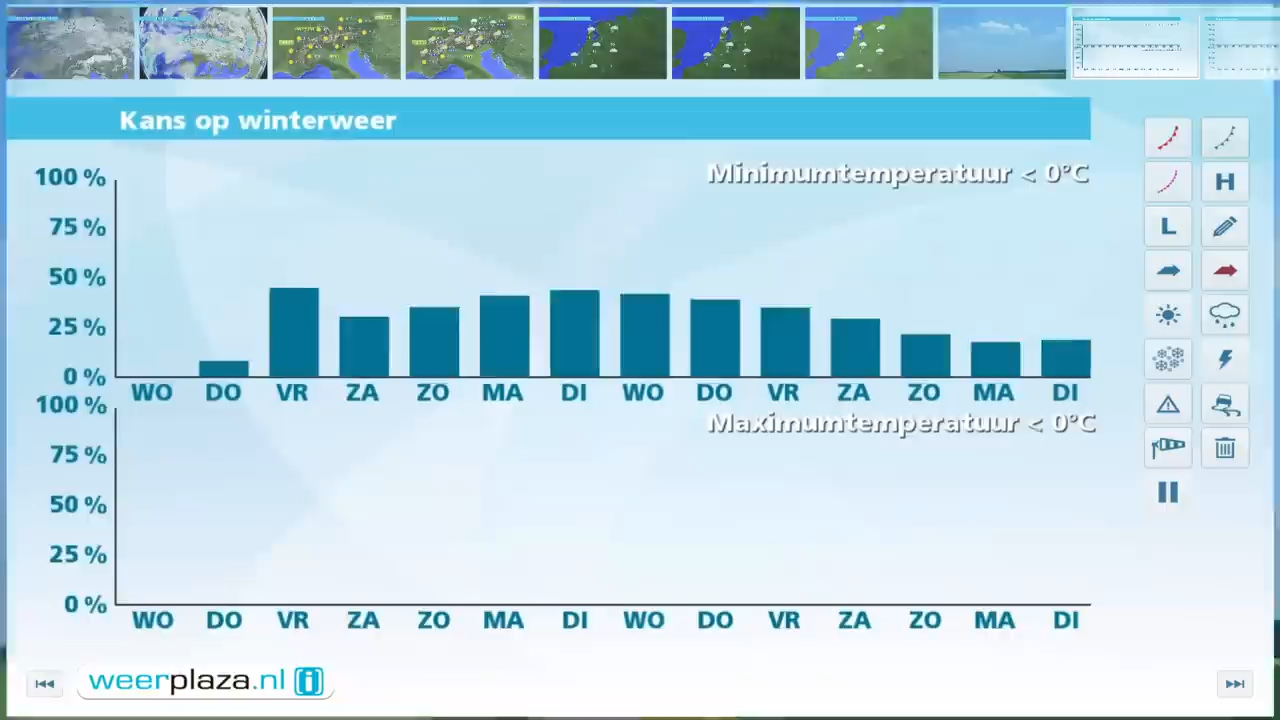 Kans op winterweer
Minimumtemperatuur < 0°C
100 %
75 %
50 %
25 %
0 %
WO DO VR ZA ZO MA DI WO DO VR ZA ZO MA DI
Maximumtemperatuur < 0°C
100 %
75 %
50 %
25 %
0 %
WO DO VR ZA ZO MA DI WO DO VR ZA ZO MA DI
H
L
weerplaza.nl i